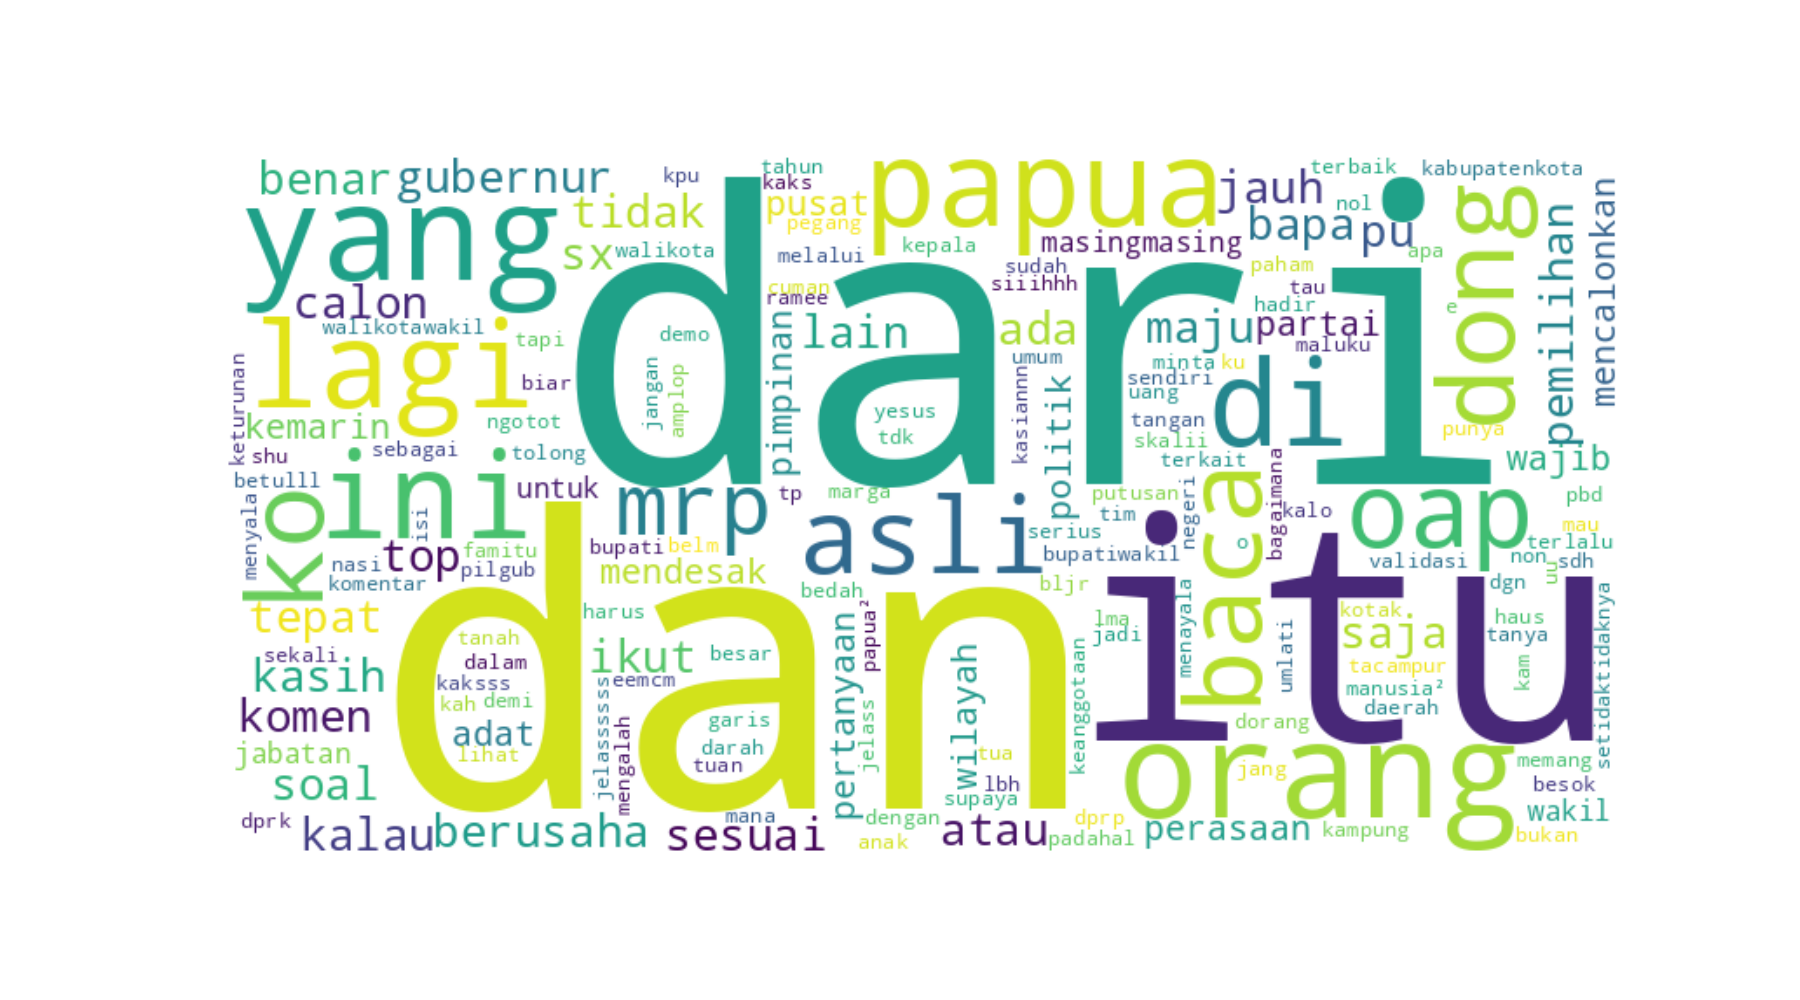 benar gubernur kpu tahun papua jauh terbaik kabupatenkota
kaks
yang tidak pusat pegang nol bapa pu dong
sx walikota melalui kepala masingmasing apa pemilihan mencalonkan
dari
calon cuman ramee sudah siiihhh paham tau hadir e
walikotawakil tapi demo lain ada maju partai maluku
lagi biar jangan amplop pimpinan umum minta ku di
keturunan yesus tdk kasiannn politik sendiri uang
kemarin ngotot tangan punya
shu sebagai tolong skalii terkait wajib
betulll ini untuk mrp tp marga putusan baca oap pbd
menyala ko isi asli serius tim negeri bagaimana kalo mau
top famitu bupati belm bupatiwakil o terlalu
nasi pilgub mendesak validasi non sdh
komentar bedah bljr dgn uu
dan itu
tepat harus papua² lma jadi menayala kotak haus setidaktidaknya
tanah ikut besar pertanyaan saja tanya
sekali dalam wilayah keanggotaan umlati tacampur kam
kasih kaksss eemcm manusia²
kah demi jelasssss daerah
komen adat garis jelass dorang
jabatan lihat mengalah darah tua orang memang
soal tuan lbh jang besok
supaya wakil
dprk kalau berusaha sesuai mana dengan atau dprp perasaan kampung
anak padahal bukan